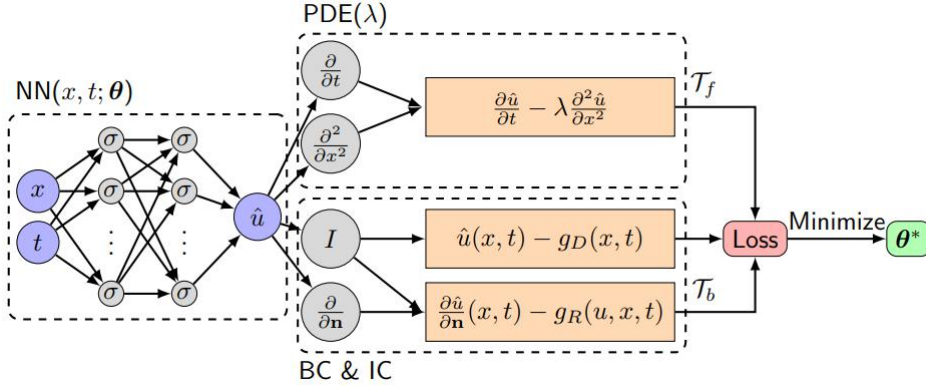 PDE(λ)
NN(x, t; θ)
∂/∂t
∂²/∂x²
∂û/∂t − λ ∂²û/∂x²
𝒯_f
x
t
σ
σ
σ
σ
⋮
⋮
σ
σ
û
I
∂/∂n
û(x, t) − g_D(x, t)
∂û/∂n (x, t) − g_R(u, x, t)
𝒯_b
Loss
Minimize
θ*
BC & IC